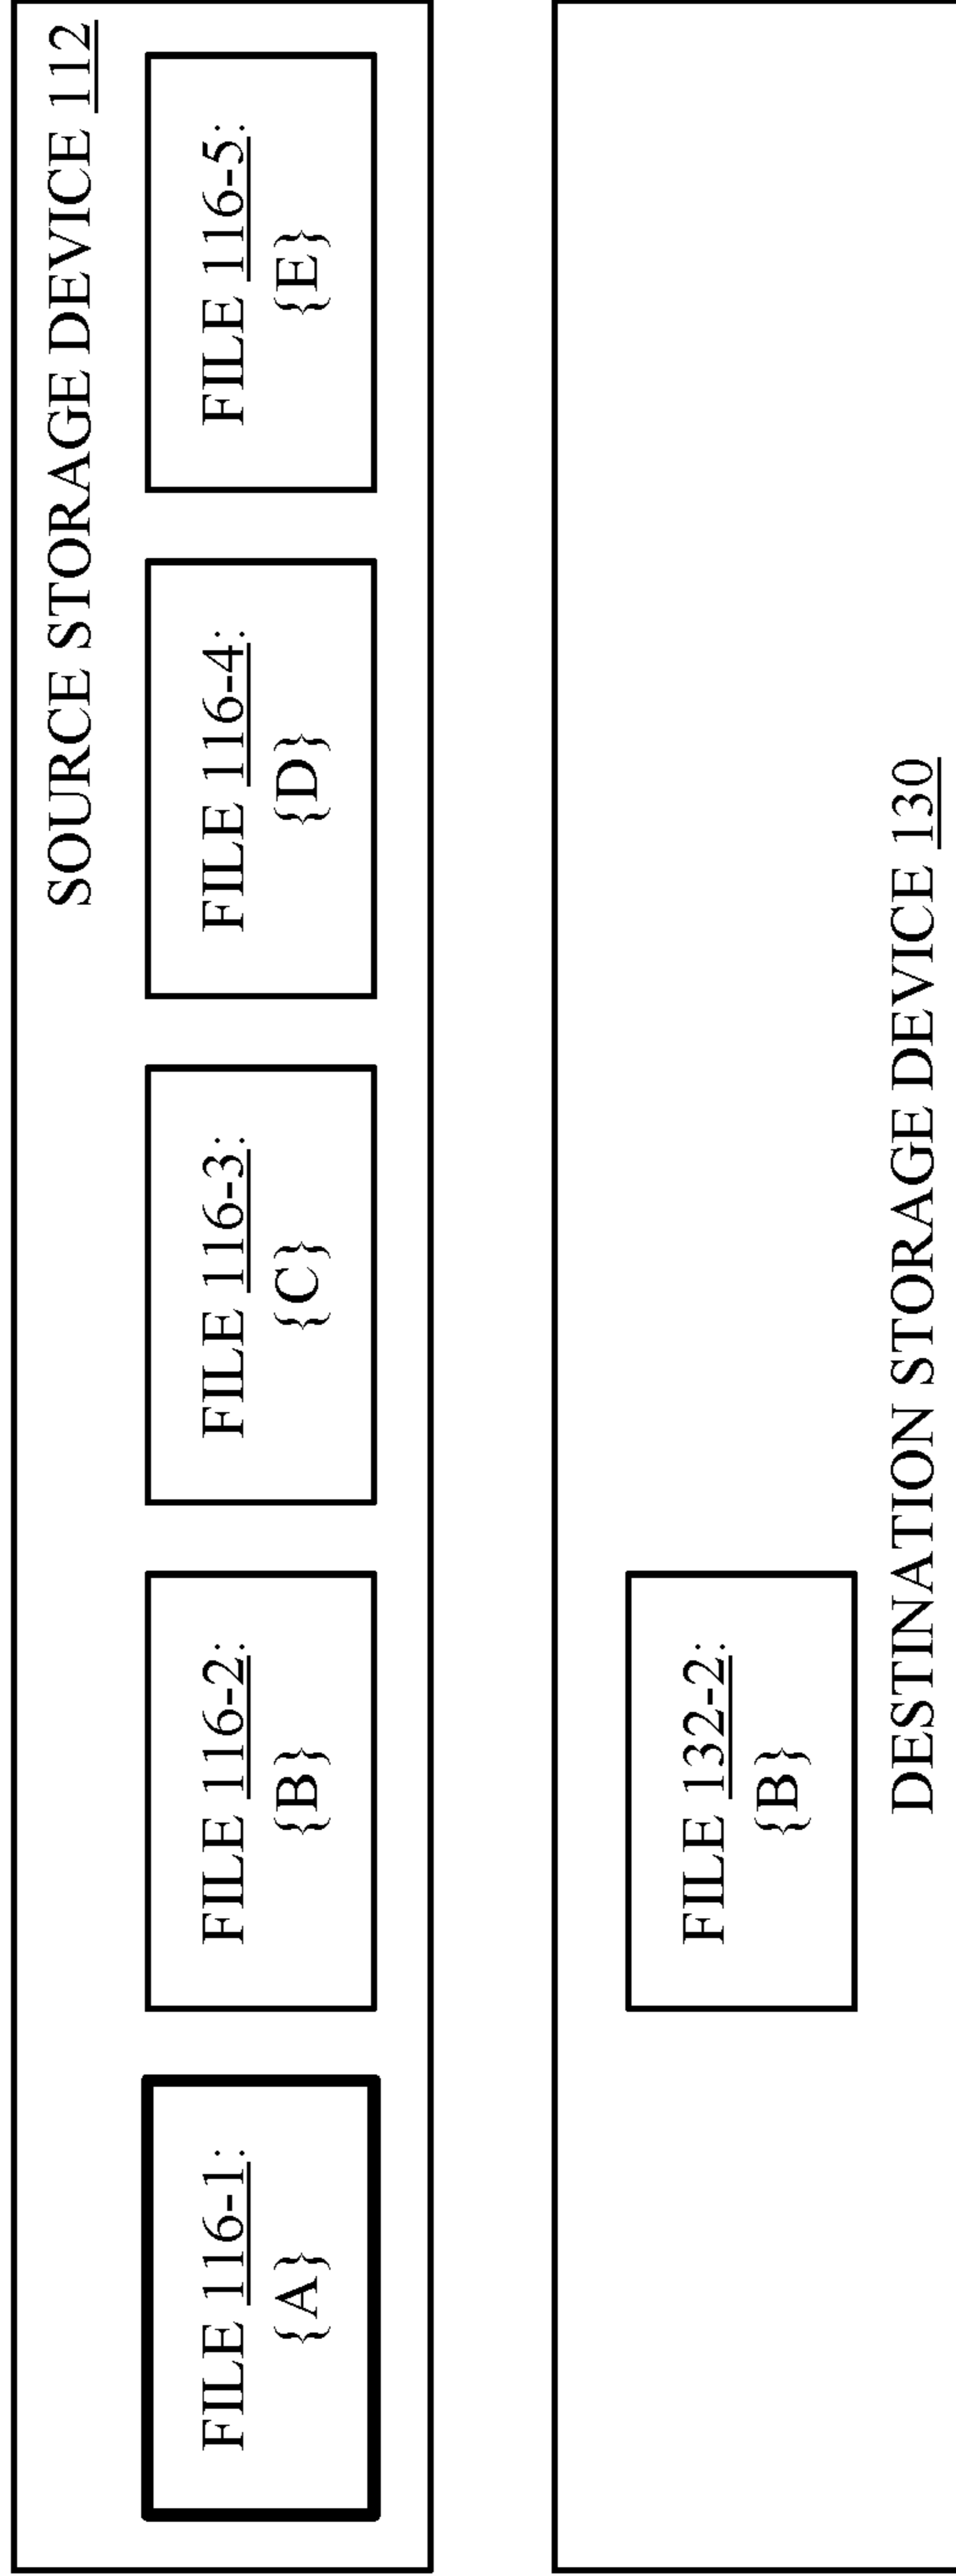 SOURCE STORAGE DEVICE 112
FILE 116-1:
{A}
FILE 116-2:
{B}
FILE 116-3:
{C}
FILE 116-4:
{D}
FILE 116-5:
{E}
FILE 132-2:
{B}
DESTINATION STORAGE DEVICE 130